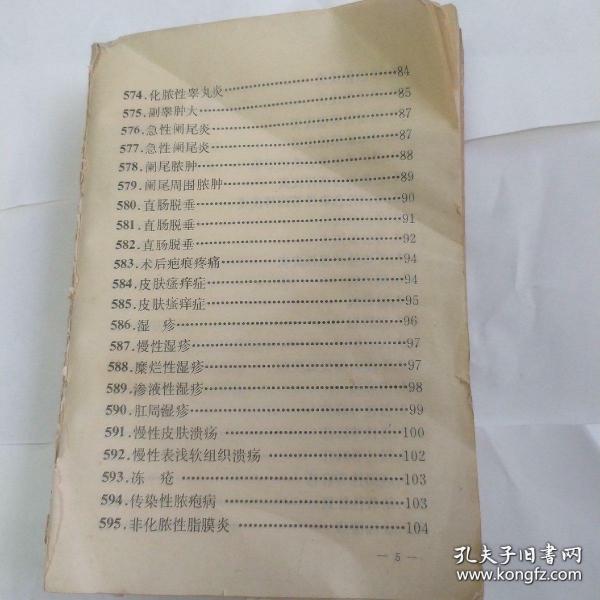 574.化脓性睾丸炎……84
575.副睾肿大……85
576.急性阑尾炎……87
577.急性阑尾炎……87
578.阑尾脓肿……88
579.阑尾周围脓肿……89
580.直肠脱垂……90
581.直肠脱垂……91
582.直肠脱垂……92
583.术后疤痕疼痛……94
584.皮肤瘙痒症……94
585.皮肤瘙痒症……95
586.湿 疹……96
587.慢性湿疹……97
588.糜烂性湿疹……97
589.渗液性湿疹……98
590.肛局湿疹……99
591.慢性皮肤溃疡……100
592.慢性表浅软组织溃疡……102
593.冻 疮……103
594.传染性脓疱病……103
595.非化脓性脂膜炎……104
— 5 —
孔夫子旧书网
www.kongfz.com